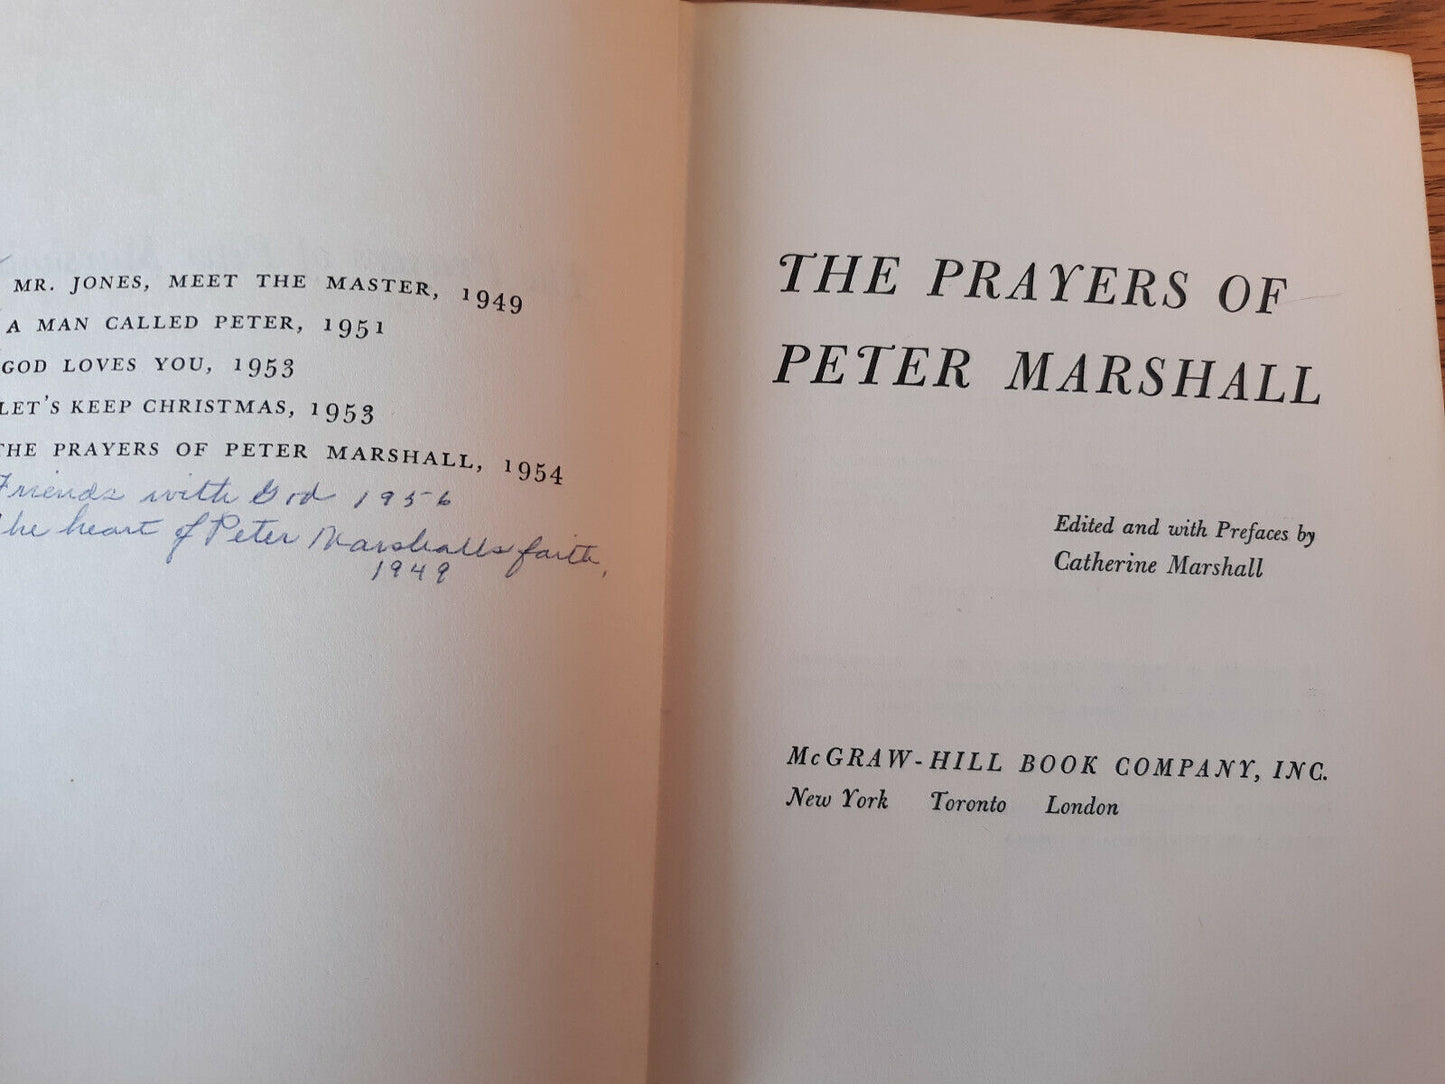 MR. JONES, MEET THE MASTER, 1949
A MAN CALLED PETER, 1951
GOD LOVES YOU, 1953
LET'S KEEP CHRISTMAS, 1953
THE PRAYERS OF PETER MARSHALL, 1954
Friends with God 1956
The heart of Peter Marshalls faith,
1949
THE PRAYERS OF
PETER MARSHALL
Edited and with Prefaces by
Catherine Marshall
McGRAW-HILL BOOK COMPANY, INC.
New York Toronto London